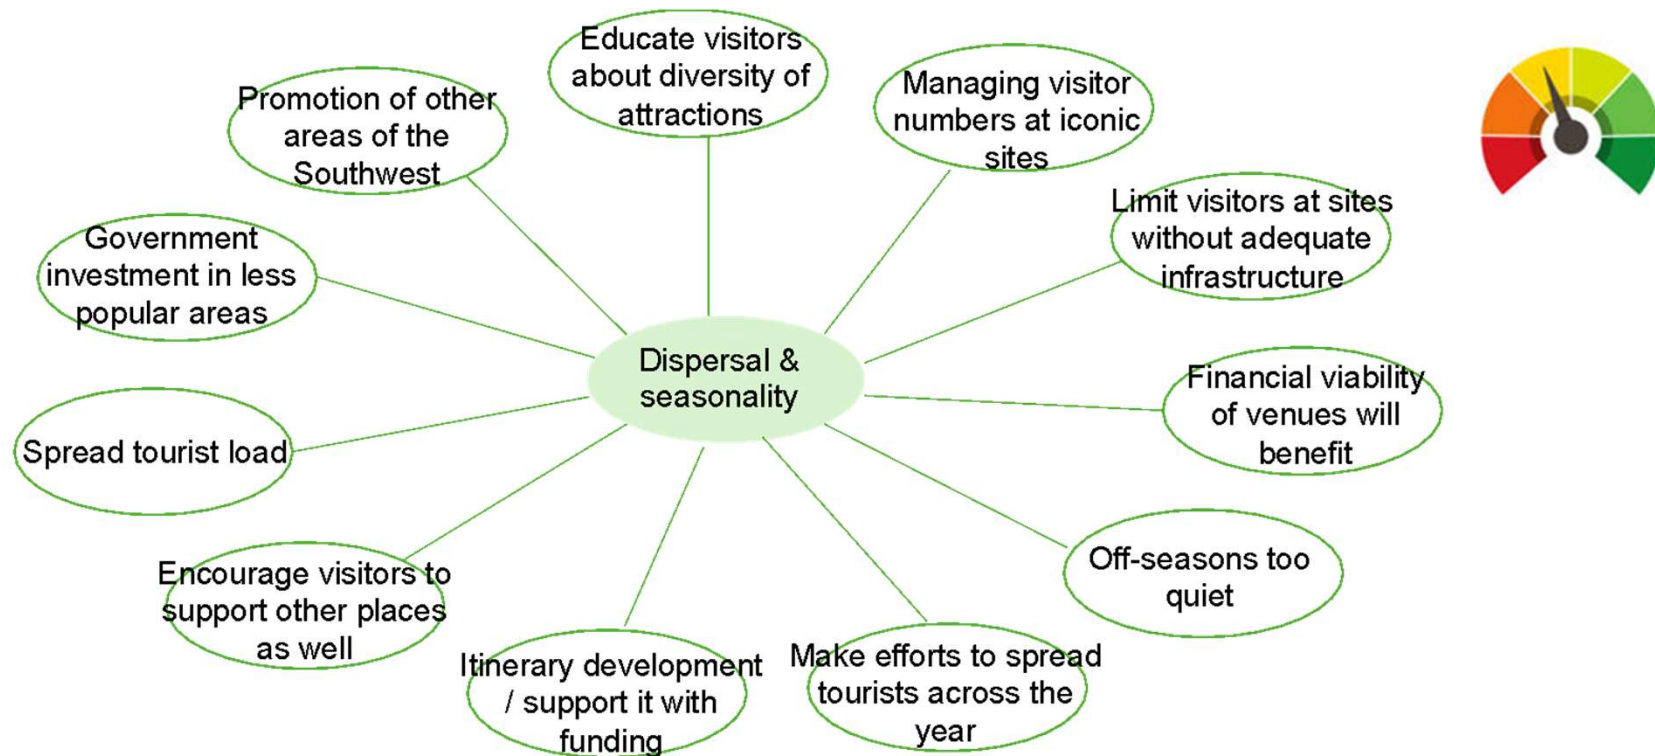 Educate visitors
about diversity of
attractions
Managing visitor
numbers at iconic
sites
Promotion of other
areas of the
Southwest
Limit visitors at sites
without adequate
infrastructure
Government
investment in less
popular areas
Dispersal &
seasonality
Financial viability
of venues will
benefit
Spread tourist load
Off-seasons too
quiet
Encourage visitors to
support other places
as well
Itinerary development
/ support it with
funding
Make efforts to spread
tourists across the
year